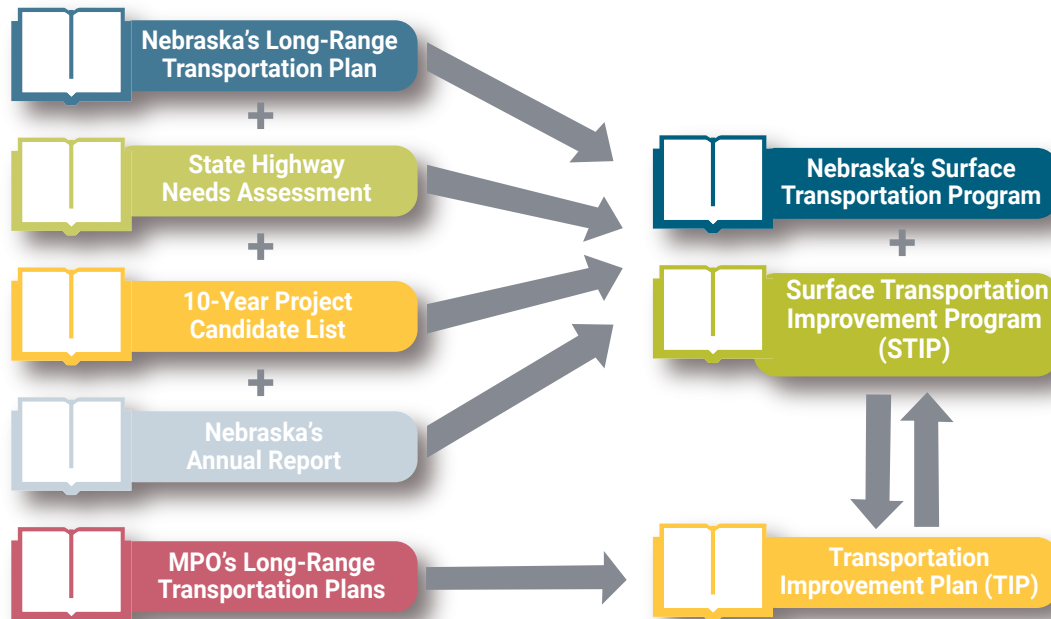 Nebraska's Long-Range
Transportation Plan
+
State Highway
Needs Assessment
+
10-Year Project
Candidate List
+
Nebraska's
Annual Report
MPO's Long-Range
Transportation Plans
Nebraska's Surface
Transportation Program
+
Surface Transportation
Improvement Program
(STIP)
Transportation
Improvement Plan (TIP)